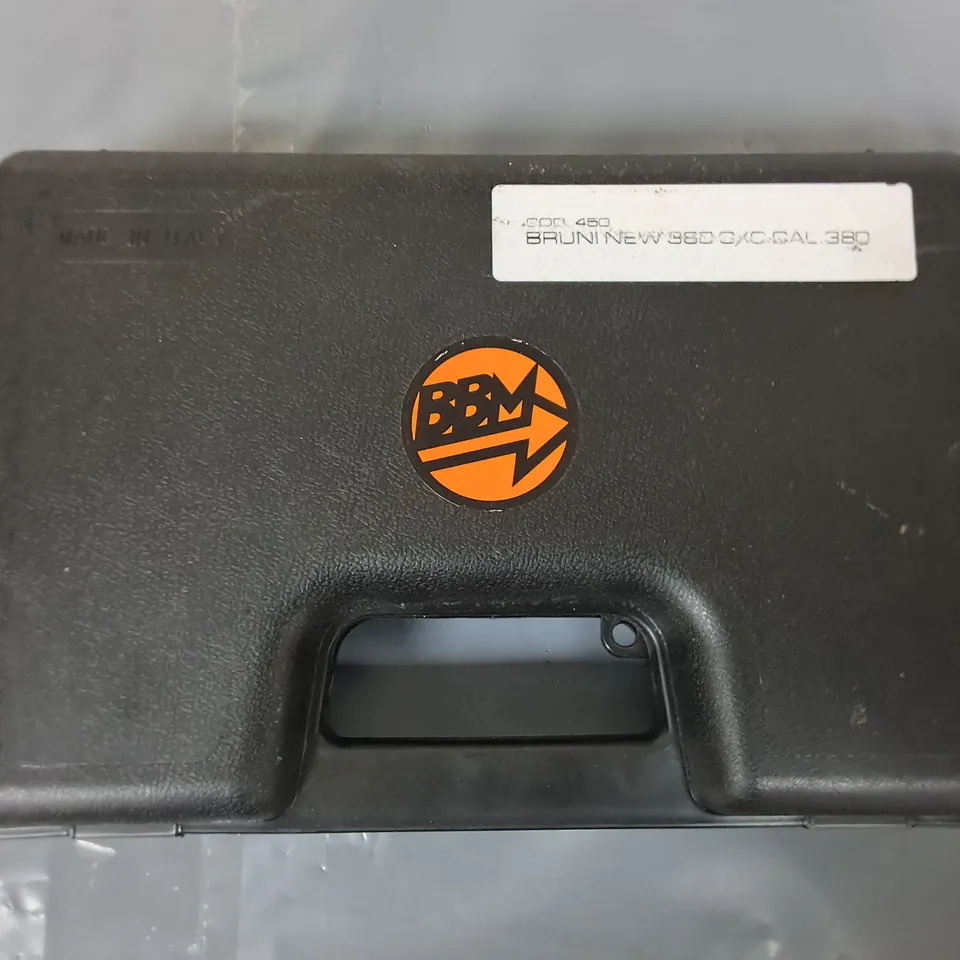 MADE IN ITALY
COD. 450
BRUNI NEW 380 C/C CAL. 380
BBM